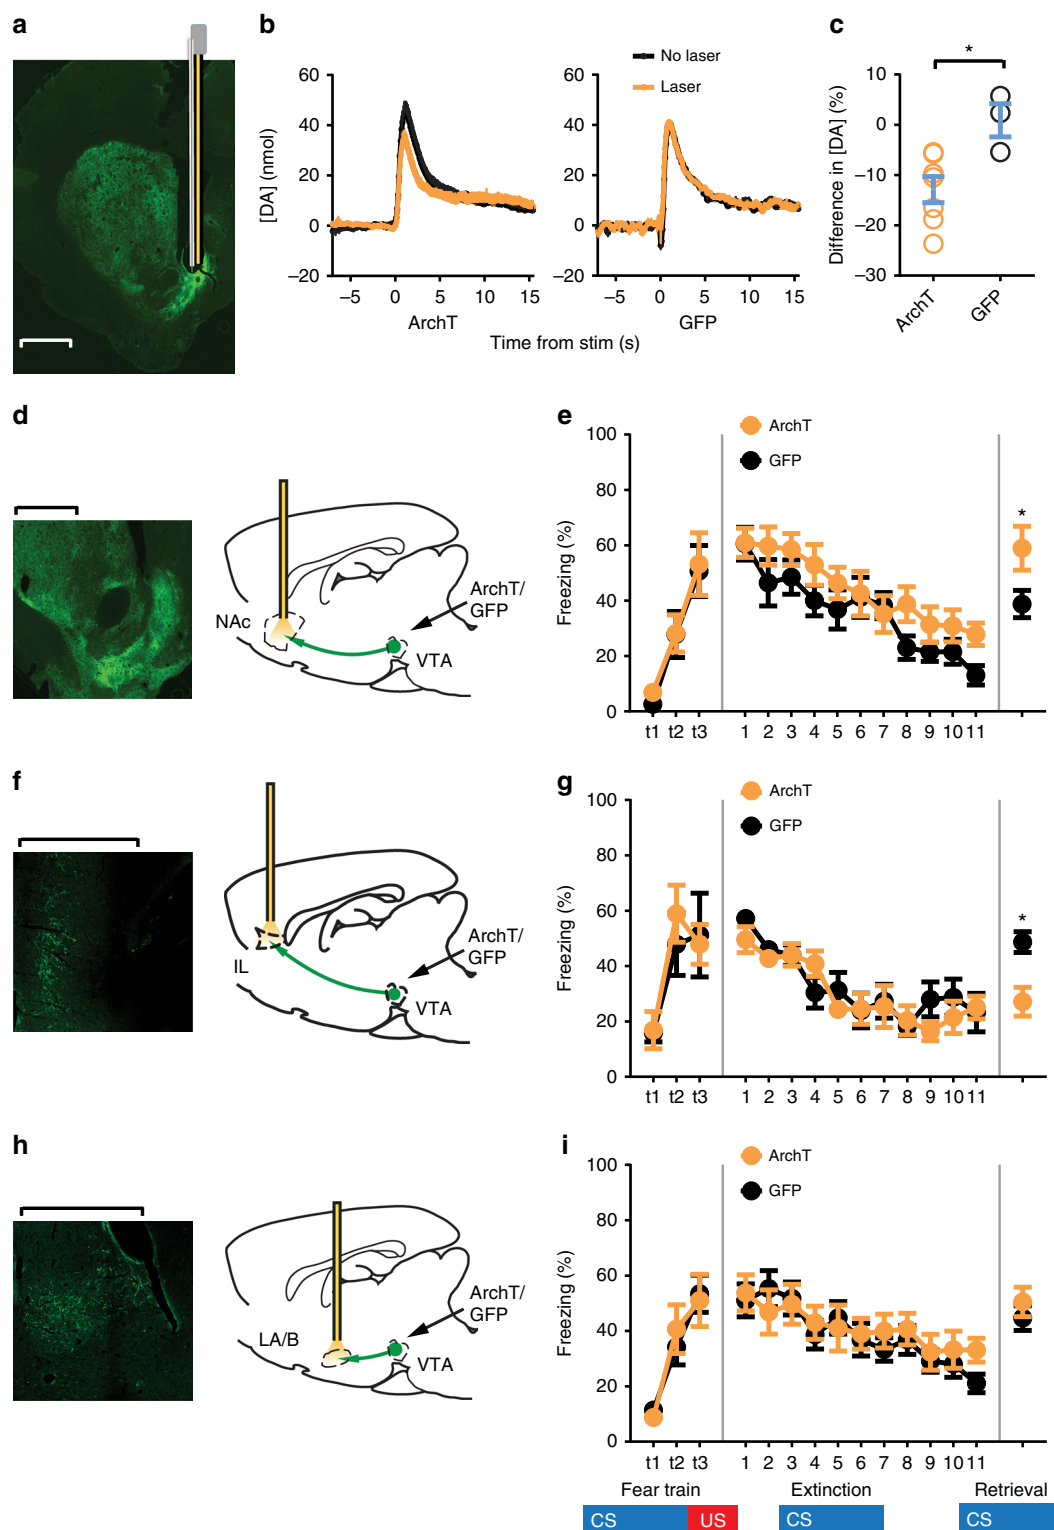 a
b
No laser
Laser
60
40
20
0
−20
[DA] (nmol)
−5 0 5 10 15
ArchT
60
40
20
0
−20
−5 0 5 10 15
GFP
Time from stim (s)
c
*
10
0
−10
−20
−30
Difference in [DA] (%)
ArchT
GFP
d
NAc
ArchT/
GFP
VTA
e
ArchT
GFP
100
80
60
40
20
0
Freezing (%)
*
t1 t2 t3 1 2 3 4 5 6 7 8 9 10 11
f
IL
ArchT/
GFP
VTA
g
ArchT
GFP
100
80
60
40
20
0
Freezing (%)
*
t1 t2 t3 1 2 3 4 5 6 7 8 9 10 11
h
LA/B
ArchT/
GFP
VTA
i
ArchT
GFP
100
80
60
40
20
0
Freezing (%)
t1 t2 t3 1 2 3 4 5 6 7 8 9 10 11
Fear train Extinction Retrieval
CS US CS CS